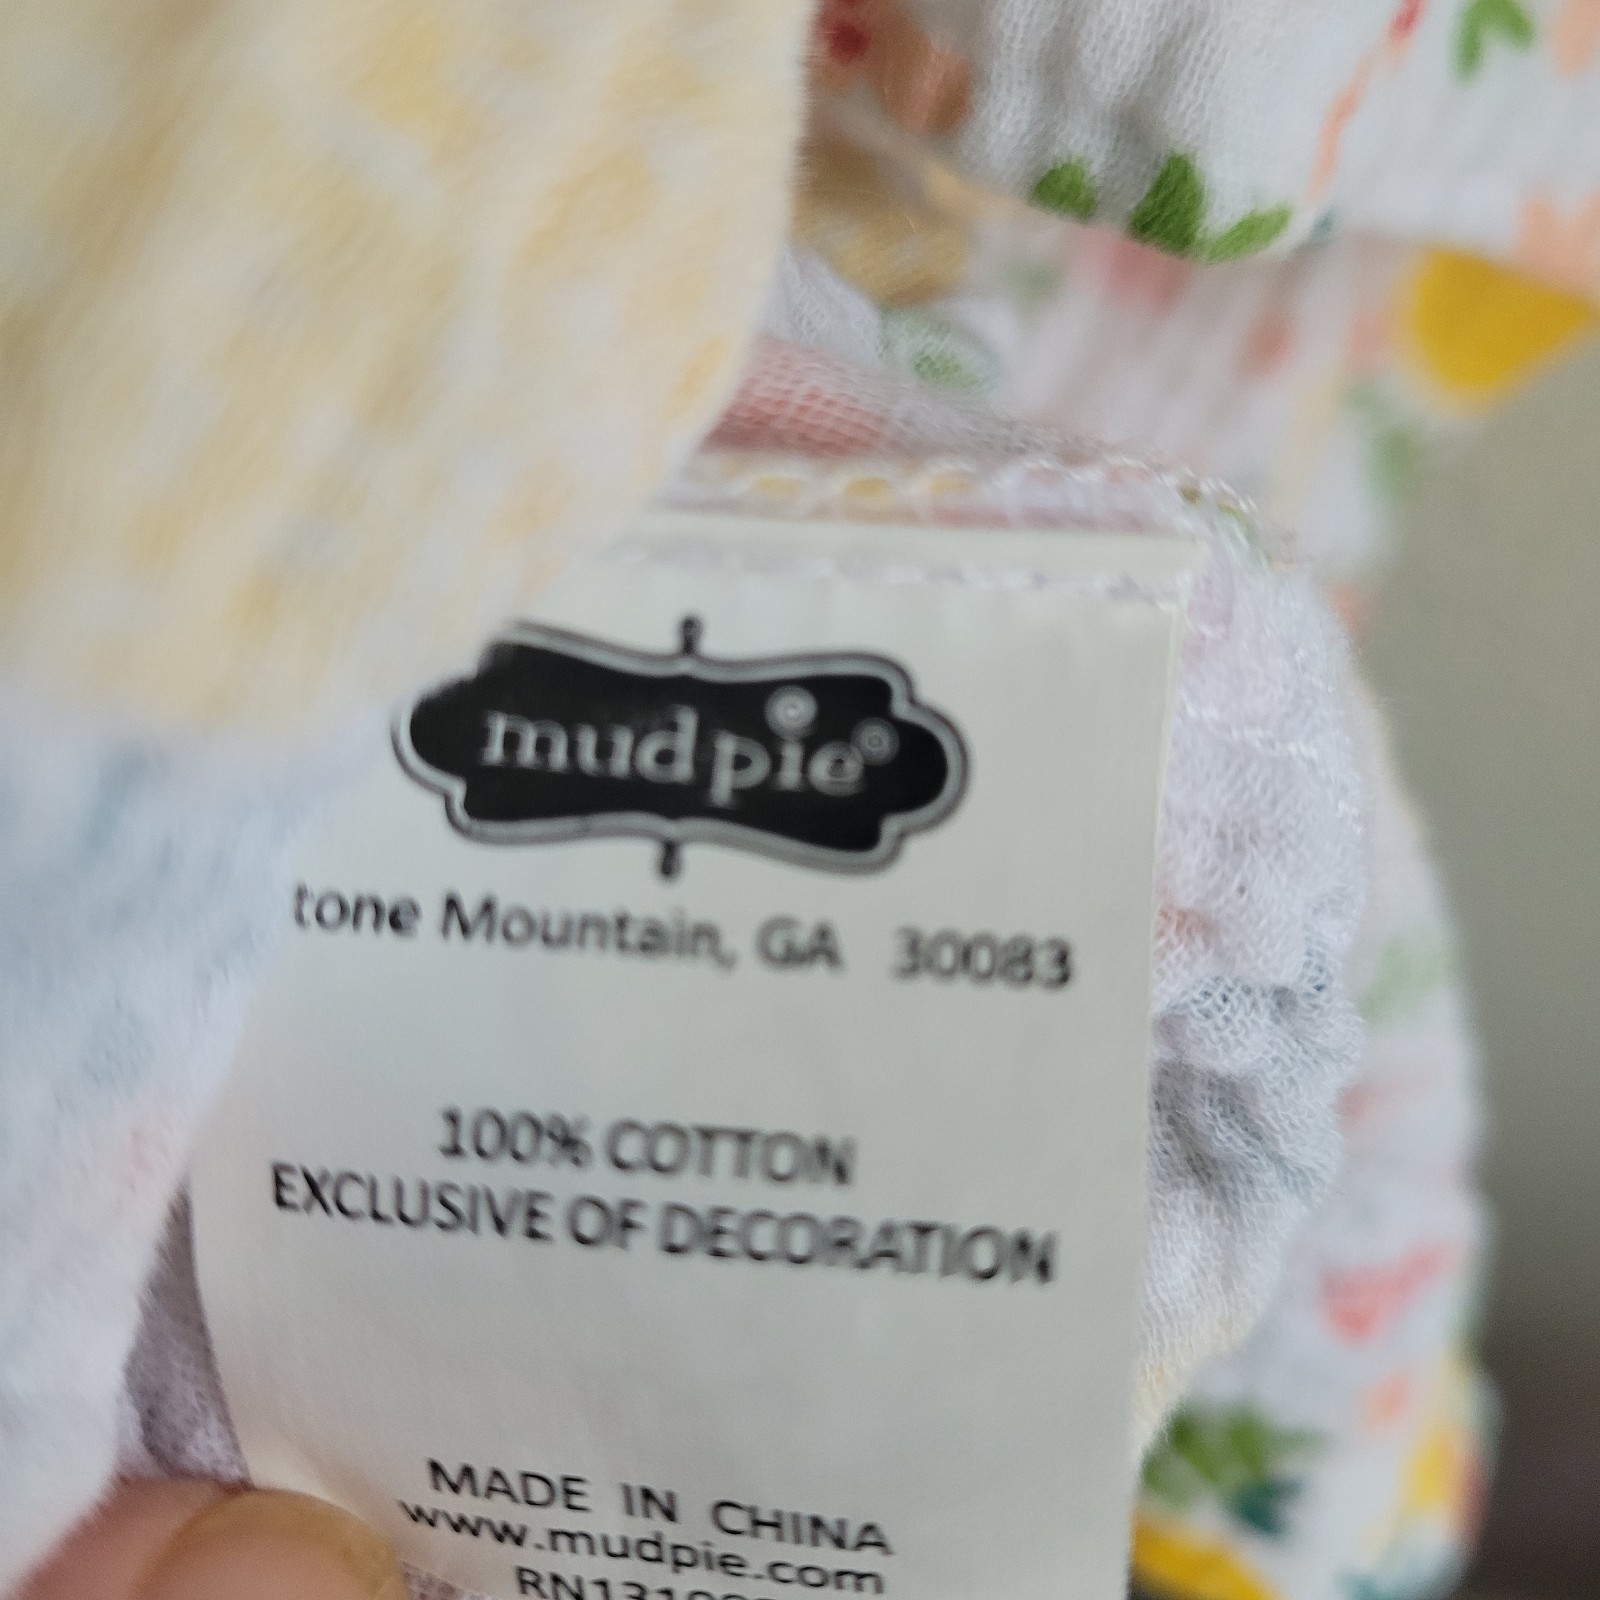 mud pie
tone Mountain, GA 30083
100% COTTON
EXCLUSIVE OF DECORATION
MADE IN CHINA
www.mudpie.com